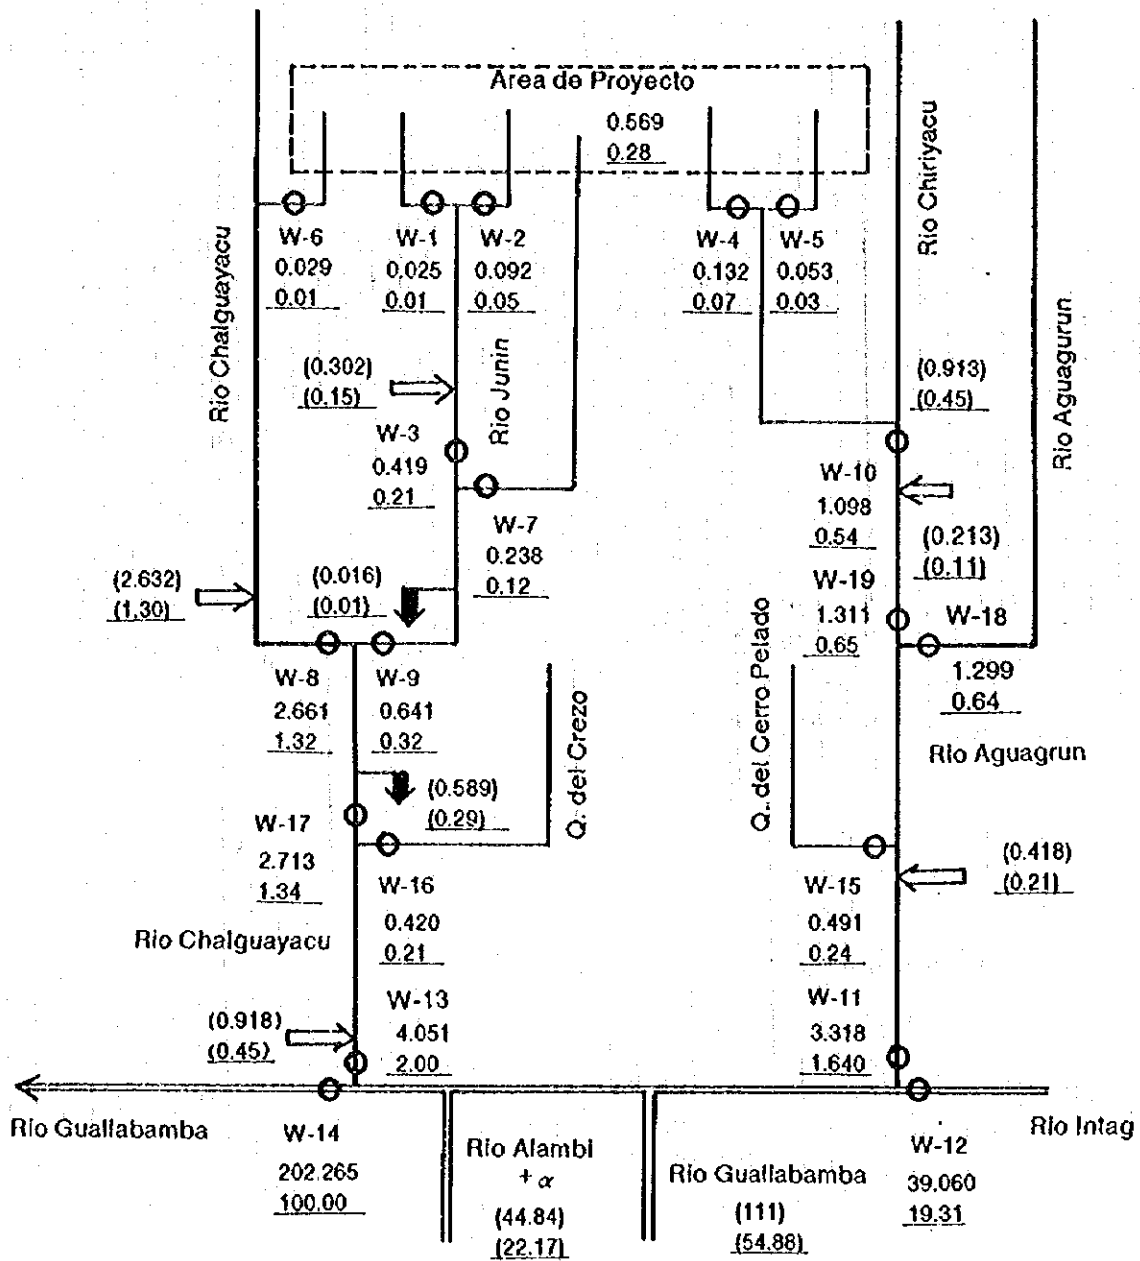 Area de Proyecto
0.569
0.28
Rio Chiriyacu
Rio Chalguayacu
Rio Aguagurun
W-6
0.029
0.01
W-1
0.025
0.01
W-2
0.092
0.05
W-4
0.132
0.07
W-5
0.053
0.03
(0.302)
(0.15)
Rio Junin
(0.913)
(0.45)
W-3
0.419
0.21
W-7
0.238
0.12
W-10
1.098
0.54
(0.213)
(0.11)
(2.632)
(1.30)
(0.016)
(0.01)
W-19
1.311
0.65
W-18
1.299
0.64
Rio Aguagrun
W-8
2.661
1.32
W-9
0.641
0.32
Q. del Crezo
Q. del Cerro Pelado
(0.589)
(0.29)
W-17
2.713
1.34
W-16
0.420
0.21
W-15
0.491
0.24
(0.418)
(0.21)
Rio Chalguayacu
(0.918)
(0.45)
W-13
4.051
2.00
W-11
3.318
1.640
Rio Guallabamba
W-14
202.265
100.00
Rio Alambi
+ α
(44.84)
(22.17)
Rio Guallabamba
(111)
(54.88)
W-12
39.060
19.31
Rio Intag